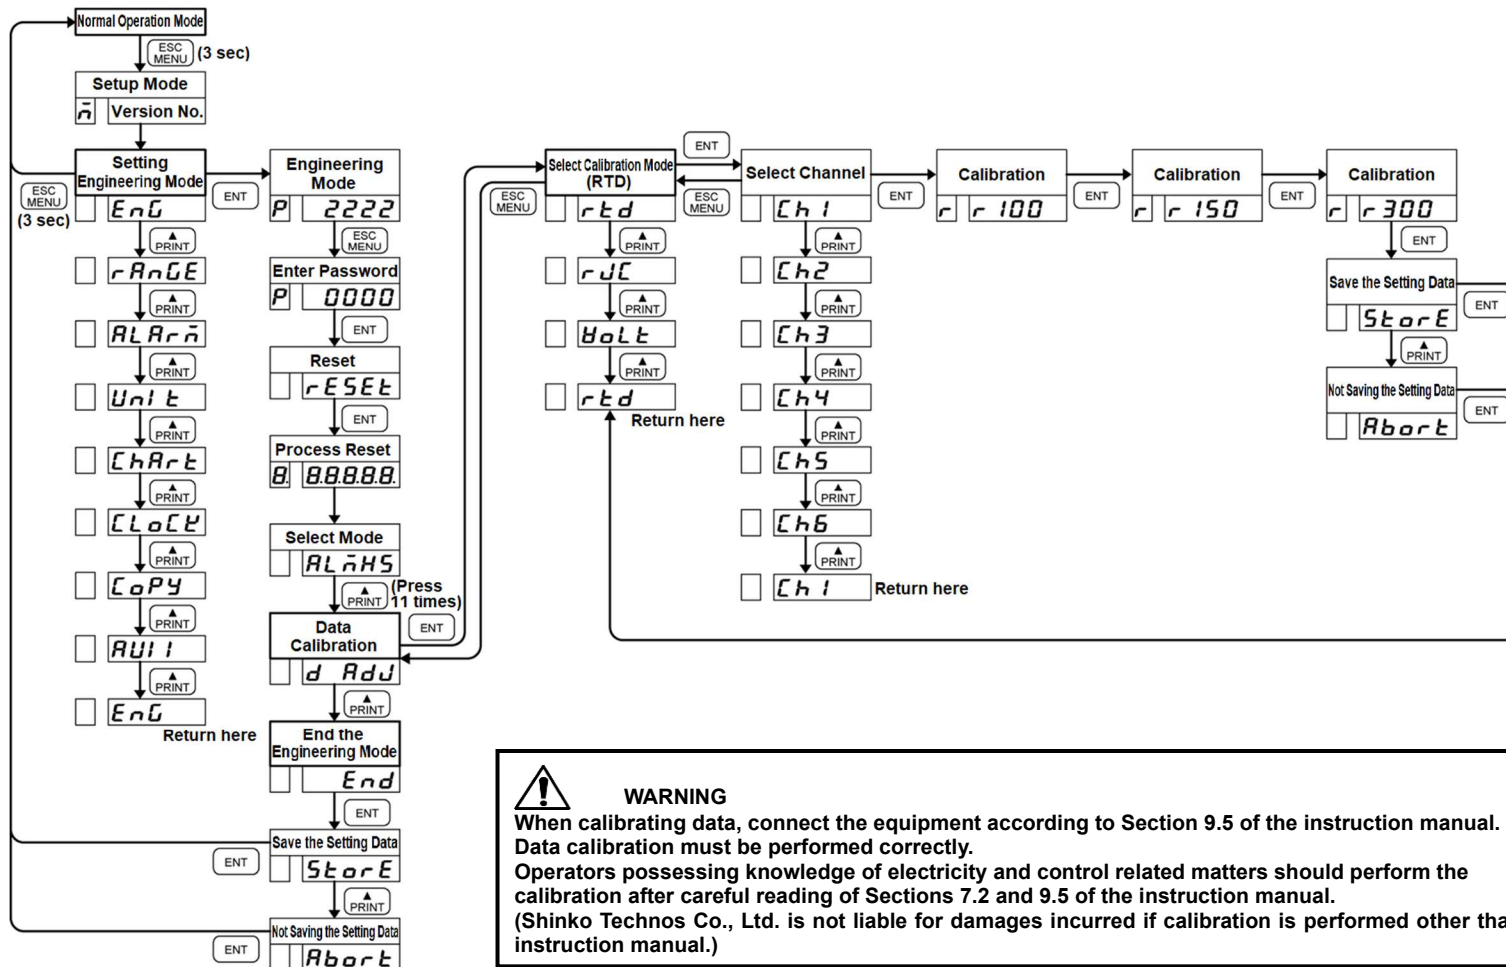 Normal Operation Mode
ESC
MENU
(3 sec)
Setup Mode
Version No.
Setting
Engineering Mode
ESC
MENU
(3 sec)
ENT
EnG
PRINT
rAnGE
PRINT
ALArm
PRINT
UnIt
PRINT
ChArt
PRINT
CLoCk
PRINT
CoPY
PRINT
AUI 1
PRINT
EnG
Return here
Engineering
Mode
P 2222
ESC
MENU
Enter Password
P 0000
ENT
Reset
rESEt
ENT
Process Reset
8. 8.8.8.8.8.
Select Mode
ALmHS
PRINT
(Press
11 times)
Data
Calibration
ENT
d AdJ
PRINT
End the
Engineering Mode
End
ENT
Save the Setting Data
ENT
StorE
PRINT
Not Saving the Setting Data
ENT
Abort
Select Calibration Mode
(RTD)
ESC
MENU
rtd
PRINT
rJC
PRINT
VoLt
PRINT
rtd
Return here
ENT
ESC
MENU
Select Channel
ENT
Ch1
PRINT
Ch2
PRINT
Ch3
PRINT
Ch4
PRINT
Ch5
PRINT
Ch6
PRINT
Ch1
Return here
Calibration
r r 100
ENT
Calibration
r r 150
ENT
Calibration
r r 300
ENT
Save the Setting Data
ENT
StorE
PRINT
Not Saving the Setting Data
ENT
Abort
WARNING
When calibrating data, connect the equipment according to Section 9.5 of the instruction manual.
Data calibration must be performed correctly.
Operators possessing knowledge of electricity and control related matters should perform the
calibration after careful reading of Sections 7.2 and 9.5 of the instruction manual.
(Shinko Technos Co., Ltd. is not liable for damages incurred if calibration is performed other tha
instruction manual.)